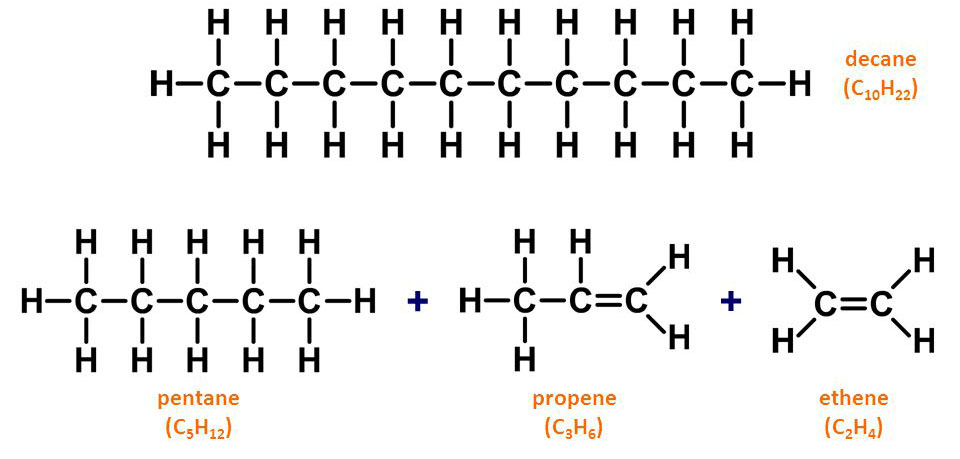 H H H H H H H H H H
H–C–C–C–C–C–C–C–C–C–C–H
H H H H H H H H H H
decane
(C₁₀H₂₂)
H H H H H
H–C–C–C–C–C–H
H H H H H
+
H H H
H–C–C=C
H H
+
H H
C=C
H H
pentane
(C₅H₁₂)
propene
(C₃H₆)
ethene
(C₂H₄)